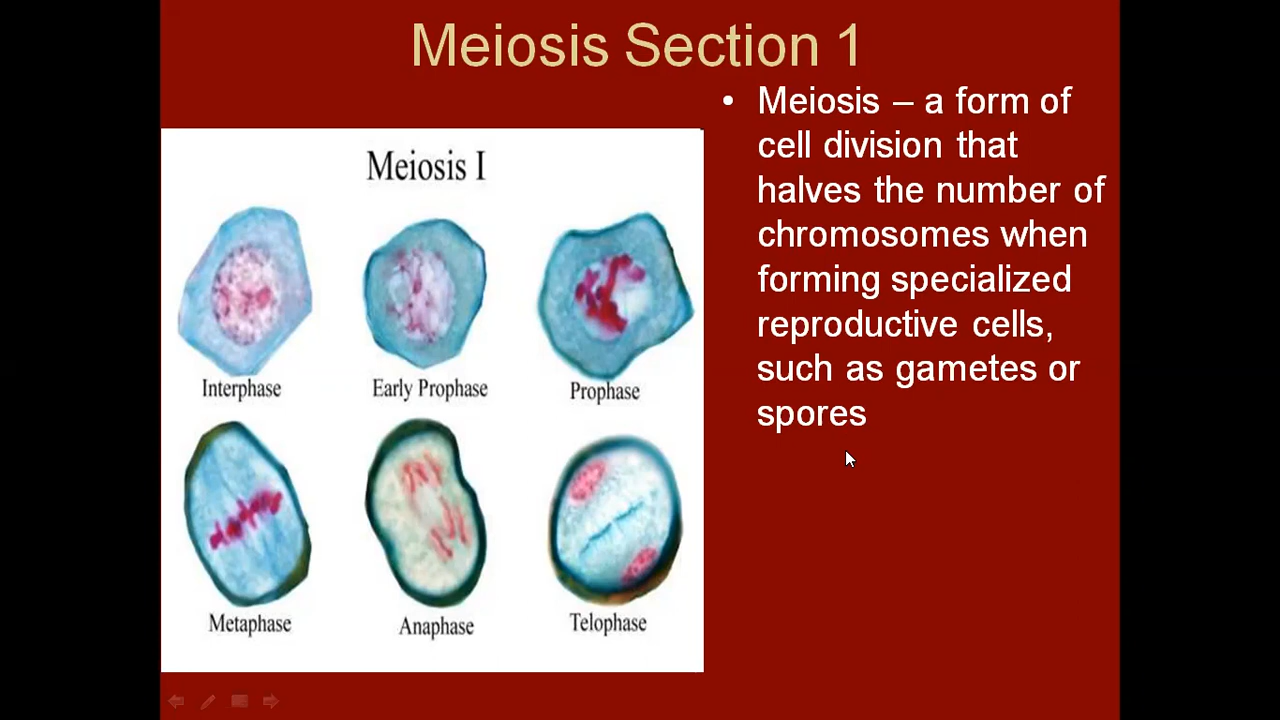 Meiosis Section 1
• Meiosis – a form of
cell division that
halves the number of
chromosomes when
forming specialized
reproductive cells,
such as gametes or
spores
Meiosis I
Interphase
Early Prophase
Prophase
Metaphase
Anaphase
Telophase